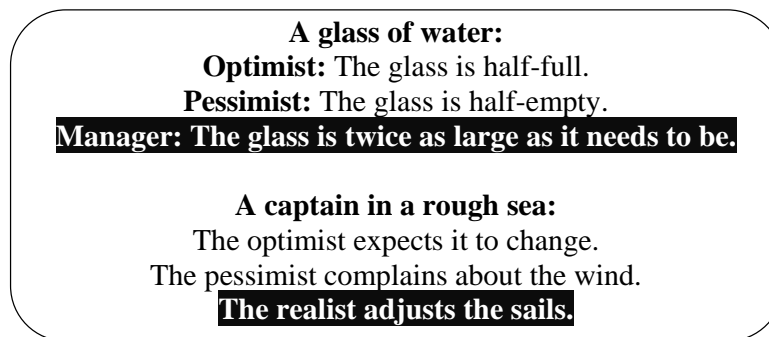 A glass of water:
Optimist: The glass is half-full.
Pessimist: The glass is half-empty.
Manager: The glass is twice as large as it needs to be.
A captain in a rough sea:
The optimist expects it to change.
The pessimist complains about the wind.
The realist adjusts the sails.